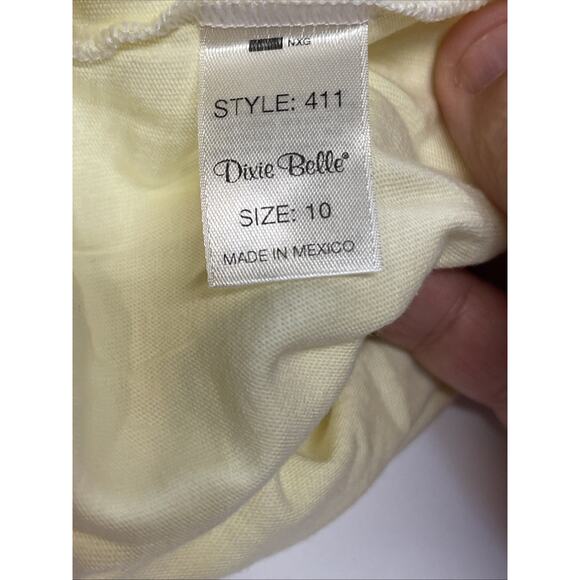 NXG
STYLE: 411
Dixie Belle®
SIZE: 10
MADE IN MEXICO